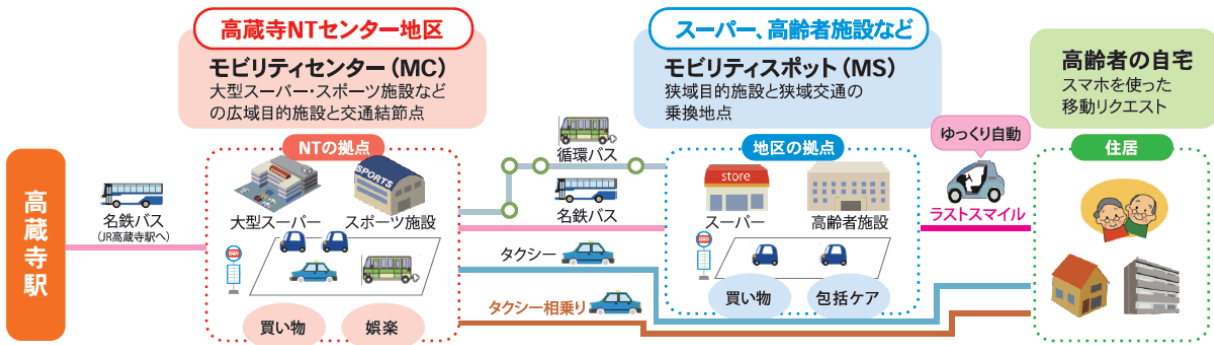 高蔵寺NTセンター地区
モビリティセンター（MC）
大型スーパー・スポーツ施設など
の広域目的施設と交通結節点
スーパー、高齢者施設など
モビリティスポット（MS）
狭域目的施設と狭域交通の
乗換地点
高齢者の自宅
スマホを使った
移動リクエスト
高蔵寺駅
名鉄バス
（JR高蔵寺駅へ）
NTの拠点
SPORTS
大型スーパー
スポーツ施設
買い物
娯楽
循環バス
名鉄バス
タクシー
タクシー相乗り
地区の拠点
store
スーパー
高齢者施設
買い物
包括ケア
ゆっくり自動
ラストマイル
住居